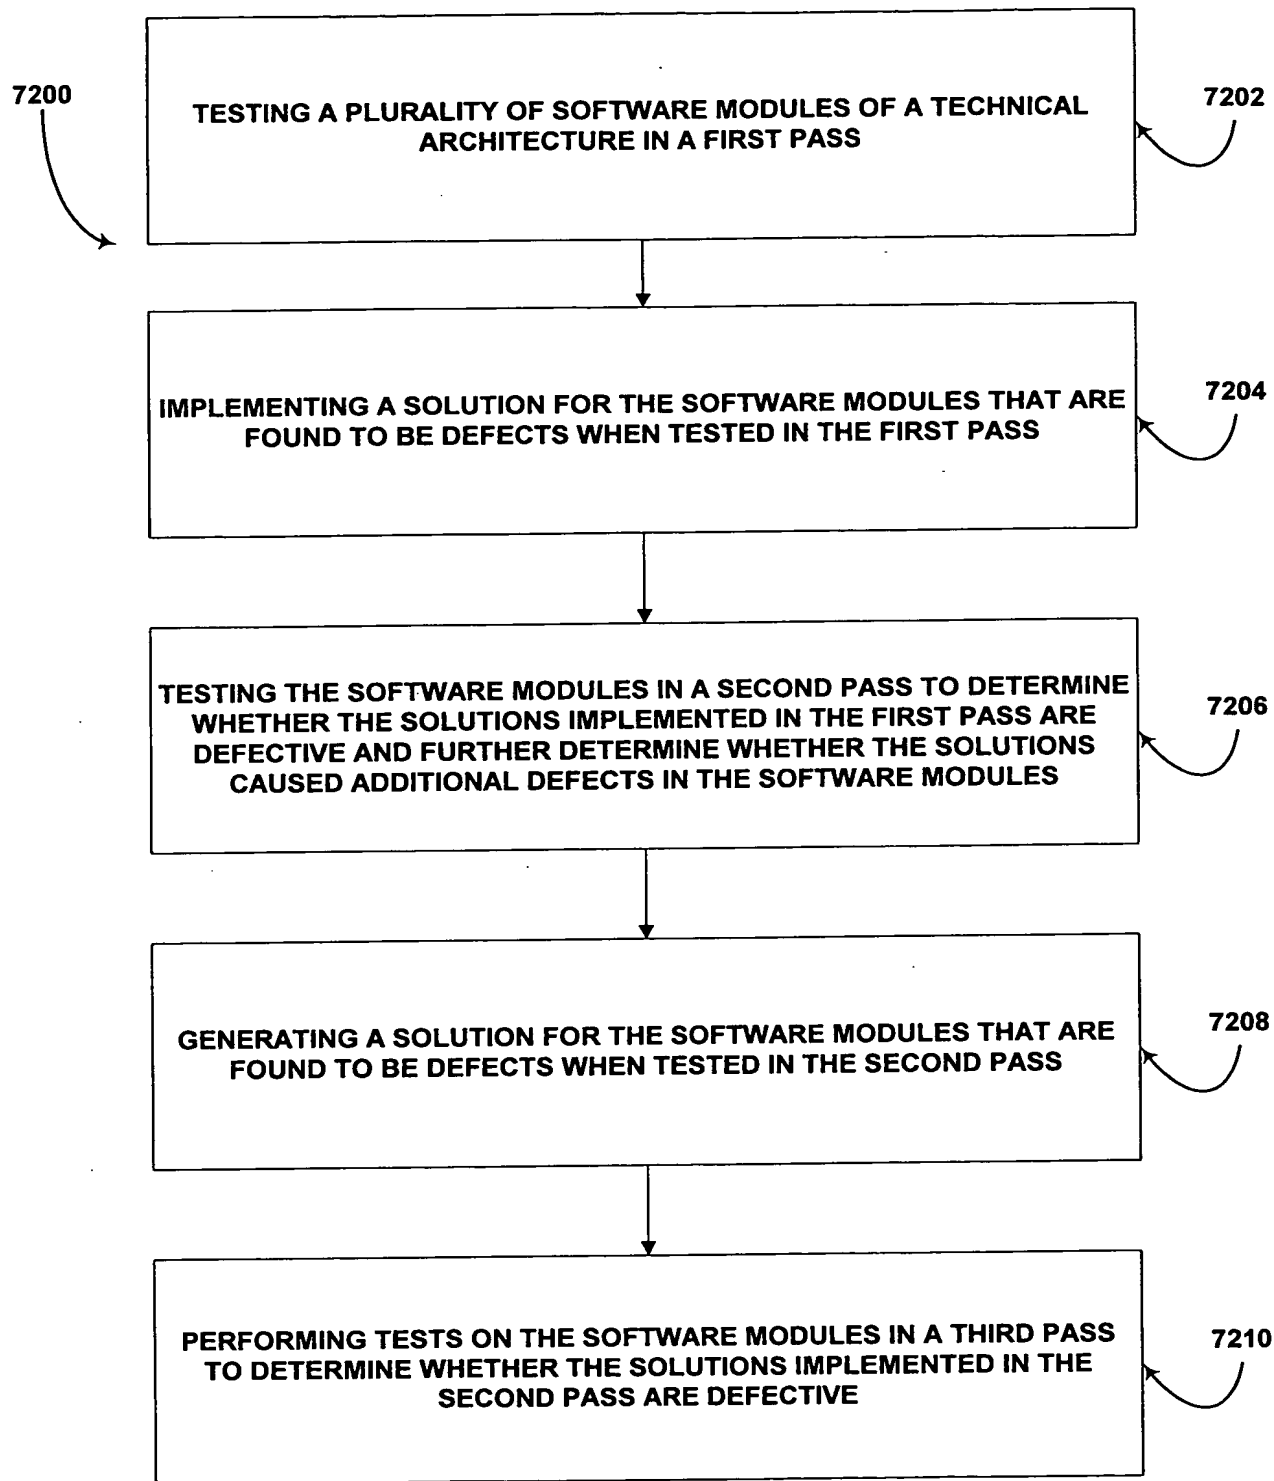 7200
TESTING A PLURALITY OF SOFTWARE MODULES OF A TECHNICAL
ARCHITECTURE IN A FIRST PASS
7202
IMPLEMENTING A SOLUTION FOR THE SOFTWARE MODULES THAT ARE
FOUND TO BE DEFECTS WHEN TESTED IN THE FIRST PASS
7204
TESTING THE SOFTWARE MODULES IN A SECOND PASS TO DETERMINE
WHETHER THE SOLUTIONS IMPLEMENTED IN THE FIRST PASS ARE
DEFECTIVE AND FURTHER DETERMINE WHETHER THE SOLUTIONS
CAUSED ADDITIONAL DEFECTS IN THE SOFTWARE MODULES
7206
GENERATING A SOLUTION FOR THE SOFTWARE MODULES THAT ARE
FOUND TO BE DEFECTS WHEN TESTED IN THE SECOND PASS
7208
PERFORMING TESTS ON THE SOFTWARE MODULES IN A THIRD PASS
TO DETERMINE WHETHER THE SOLUTIONS IMPLEMENTED IN THE
SECOND PASS ARE DEFECTIVE
7210